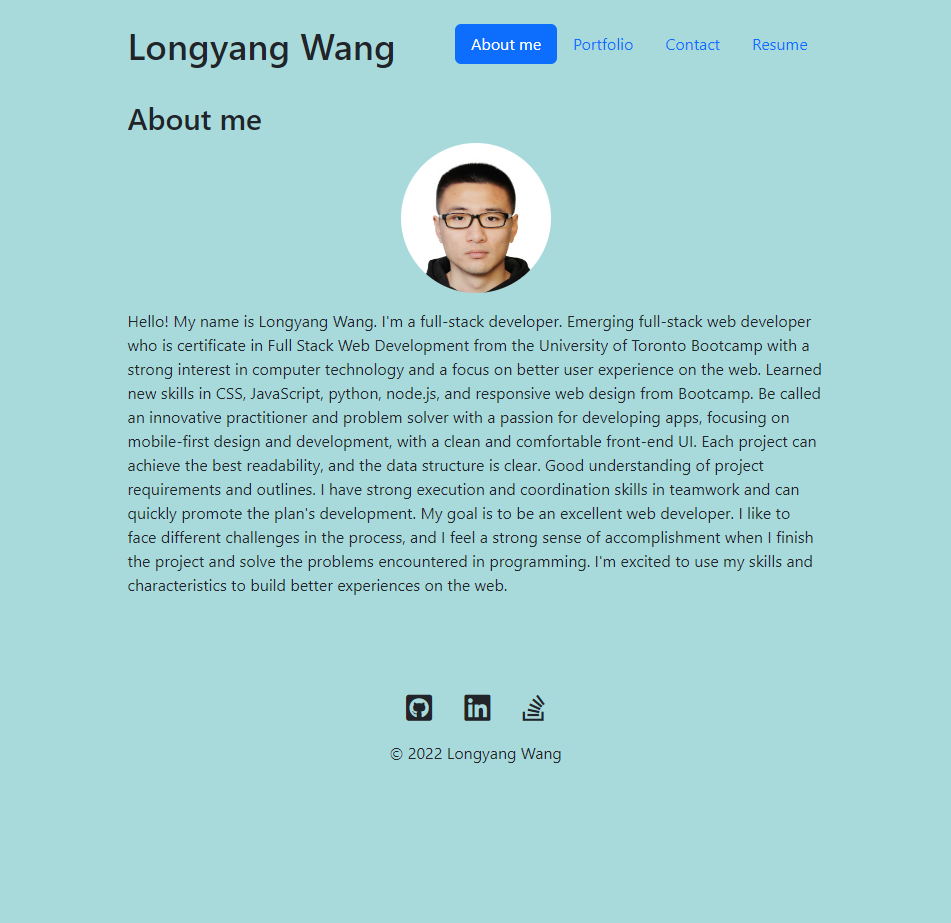 Longyang Wang
About me Portfolio Contact Resume
About me
Hello! My name is Longyang Wang. I'm a full-stack developer. Emerging full-stack web developer
who is certificate in Full Stack Web Development from the University of Toronto Bootcamp with a
strong interest in computer technology and a focus on better user experience on the web. Learned
new skills in CSS, JavaScript, python, node.js, and responsive web design from Bootcamp. Be called
an innovative practitioner and problem solver with a passion for developing apps, focusing on
mobile-first design and development, with a clean and comfortable front-end UI. Each project can
achieve the best readability, and the data structure is clear. Good understanding of project
requirements and outlines. I have strong execution and coordination skills in teamwork and can
quickly promote the plan's development. My goal is to be an excellent web developer. I like to
face different challenges in the process, and I feel a strong sense of accomplishment when I finish
the project and solve the problems encountered in programming. I'm excited to use my skills and
characteristics to build better experiences on the web.
in
© 2022 Longyang Wang